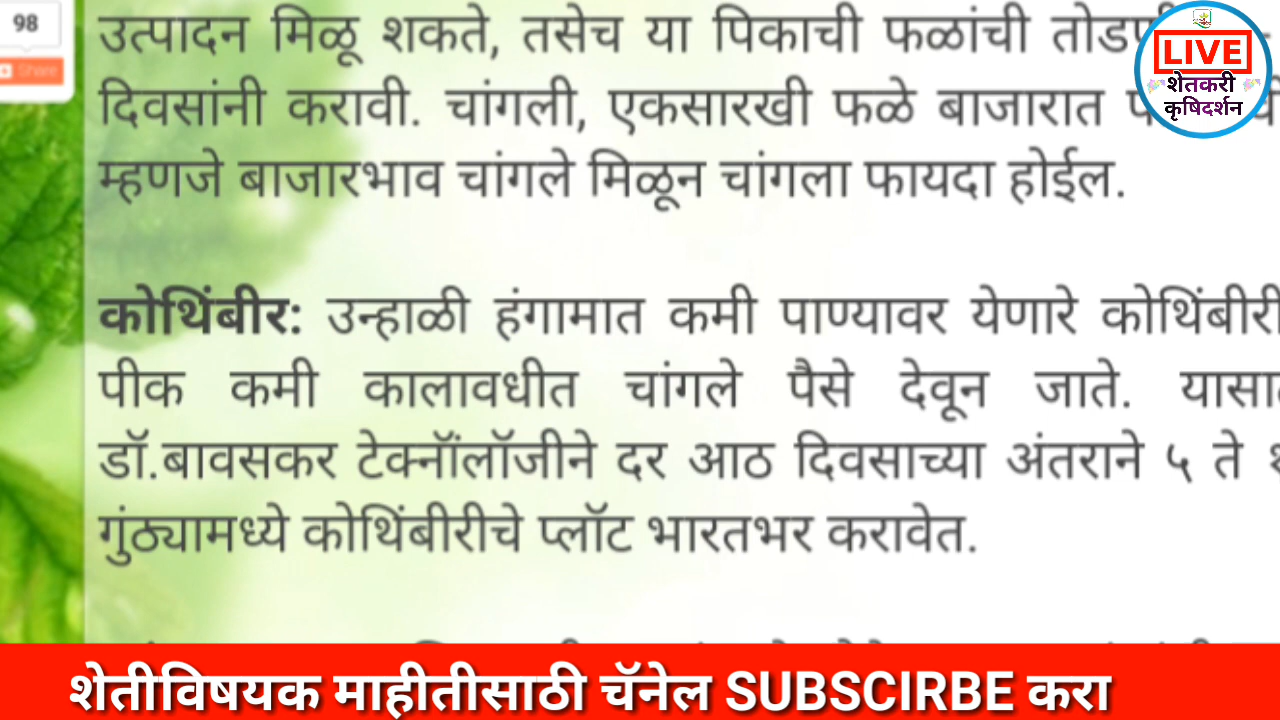 98
Share
उत्पादन मिळू शकते, तसेच या पिकाची फळांची
दिवसांनी करावी. चांगली, एकसारखी फळे बाजारात
म्हणजे बाजारभाव चांगले मिळून चांगला फायदा होईल.
कोथिंबीर: उन्हाळी हंगामात कमी पाण्यावर येणारे कोथिंबीरी
पीक कमी कालावधीत चांगले पैसे देवून जाते.
डॉ.बावसकर टेक्नॉंलॉजीने दर आठ दिवसाच्या अंतराने ५ ते
गुंठ्यामध्ये कोथिंबीरीचे प्लॉट भारतभर करावेत.
LIVE
शेतकरी
कृषिदर्शन
शेतीविषयक माहीतीसाठी चॅनेल SUBSCIRBE करा